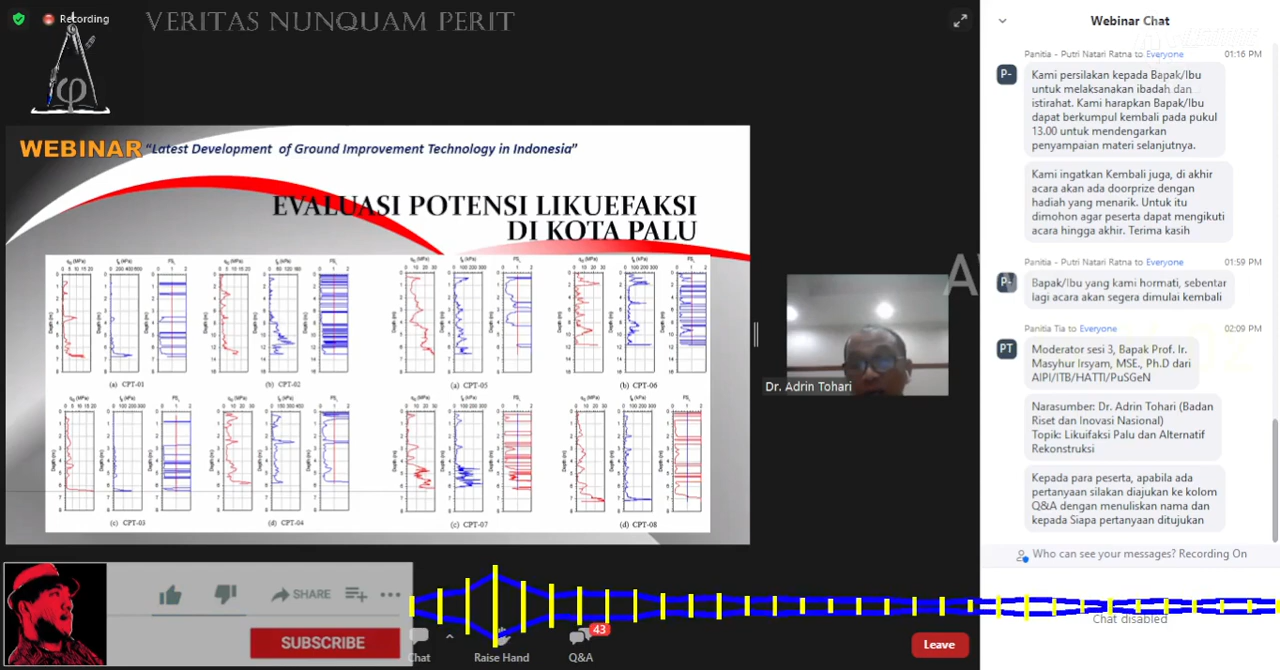 Recording
VERITAS NUNQUAM PERIT
WEBINAR "Latest Development of Ground Improvement Technology in Indonesia"
EVALUASI POTENSI LIKUEFAKSI
DI KOTA PALU
(a) CPT-01
(b) CPT-02
(a) CPT-05
(b) CPT-06
(c) CPT-03
(d) CPT-04
(c) CPT-07
(d) CPT-08
Dr. Adrin Tohari
SHARE
SUBSCRIBE
Chat
Raise Hand
43
Q&A
Leave
Webinar Chat
Panitia - Putri Natari Ratna to Everyone 01:16 PM
P-
Kami persilakan kepada Bapak/Ibu
untuk melaksanakan ibadah dan
istirahat. Kami harapkan Bapak/Ibu
dapat berkumpul kembali pada pukul
13.00 untuk mendengarkan
penyampaian materi selanjutnya.
Kami ingatkan Kembali juga, di akhir
acara akan ada doorprize dengan
hadiah yang menarik. Untuk itu
dimohon agar peserta dapat mengikuti
acara hingga akhir. Terima kasih
Panitia - Putri Natari Ratna to Everyone 01:59 PM
P-
Bapak/Ibu yang kami hormati, sebentar
lagi acara akan segera dimulai kembali
Panitia Tia to Everyone 02:09 PM
PT
Moderator sesi 3, Bapak Prof. Ir.
Masyhur Irsyam, MSE., Ph.D dari
AIPI/ITB/HATTI/PuSGeN
Narasumber: Dr. Adrin Tohari (Badan
Riset dan Inovasi Nasional)
Topik: Likuifaksi Palu dan Alternatif
Rekonstruksi
Kepada para peserta, apabila ada
pertanyaan silakan diajukan ke kolom
Q&A dengan menuliskan nama dan
kepada Siapa pertanyaan ditujukan
Who can see your messages? Recording On
Chat disabled